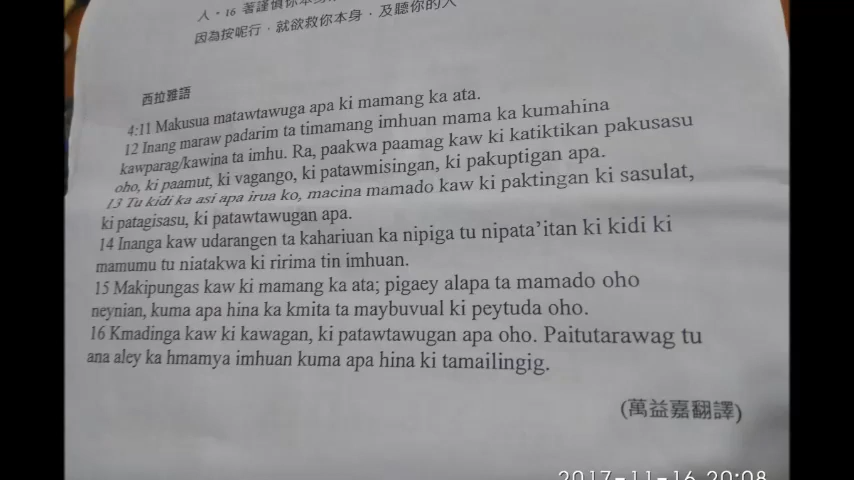 人。16 著謹慎你本身
因為按呢行，就欲救你本身，及聽你的人
西拉雅語
4:11 Makusua matawtawuga apa ki mamang ka ata.
12 Inang maraw padarim ta timamang imhuan mama ka kumahina
kawparag/kawina ta imhu. Ra, paakwa paamag kaw ki katiktikan pakusasu
oho, ki paamut, ki vagango, ki patawmisingan, ki pakuptigan apa.
13 Tu kidi ka asi apa irua ko, macina mamado kaw ki paktingan ki sasulat,
ki patagisasu, ki patawtawugan apa.
14 Inanga kaw udarangen ta kahariuan ka nipiga tu nipata'itan ki kidi ki
mamumu tu niatakwa ki ririma tin imhuan.
15 Makipungas kaw ki mamang ka ata; pigaey alapa ta mamado oho
neynian, kuma apa hina ka kmita ta maybuvual ki peytuda oho.
16 Kmadinga kaw ki kawagan, ki patawtawugan apa oho. Paitutarawag tu
ana aley ka hmamya imhuan kuma apa hina ki tamailingig.
(萬益嘉翻譯)
2017-11-16 20:08